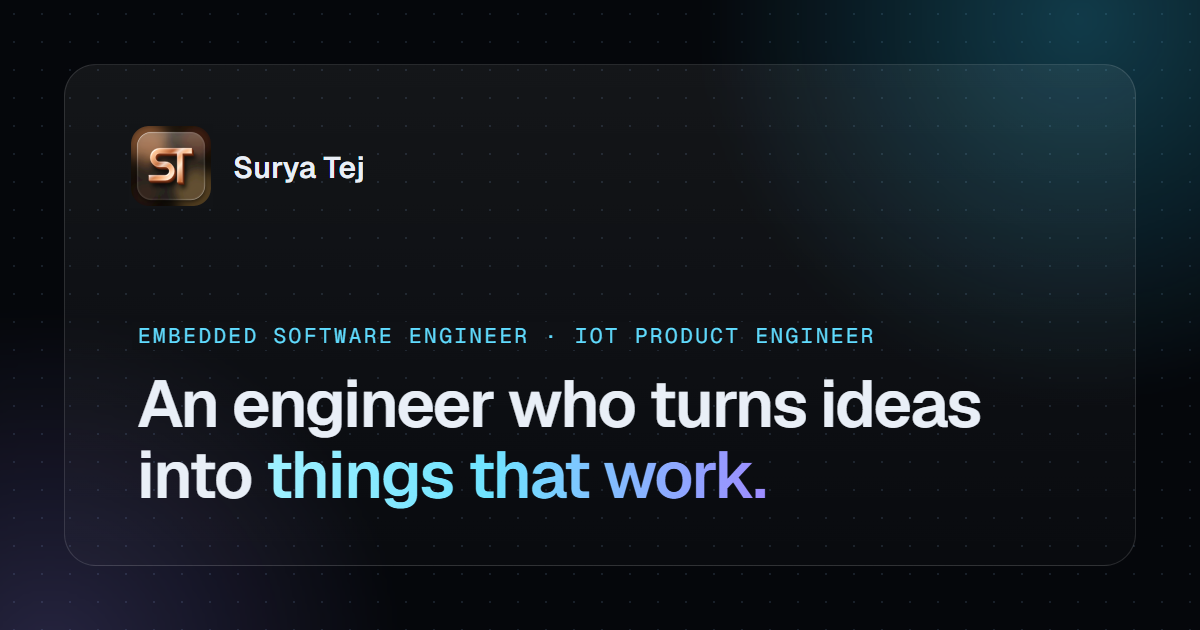 ST
Surya Tej
EMBEDDED SOFTWARE ENGINEER · IOT PRODUCT ENGINEER
An engineer who turns ideas
into things that work.